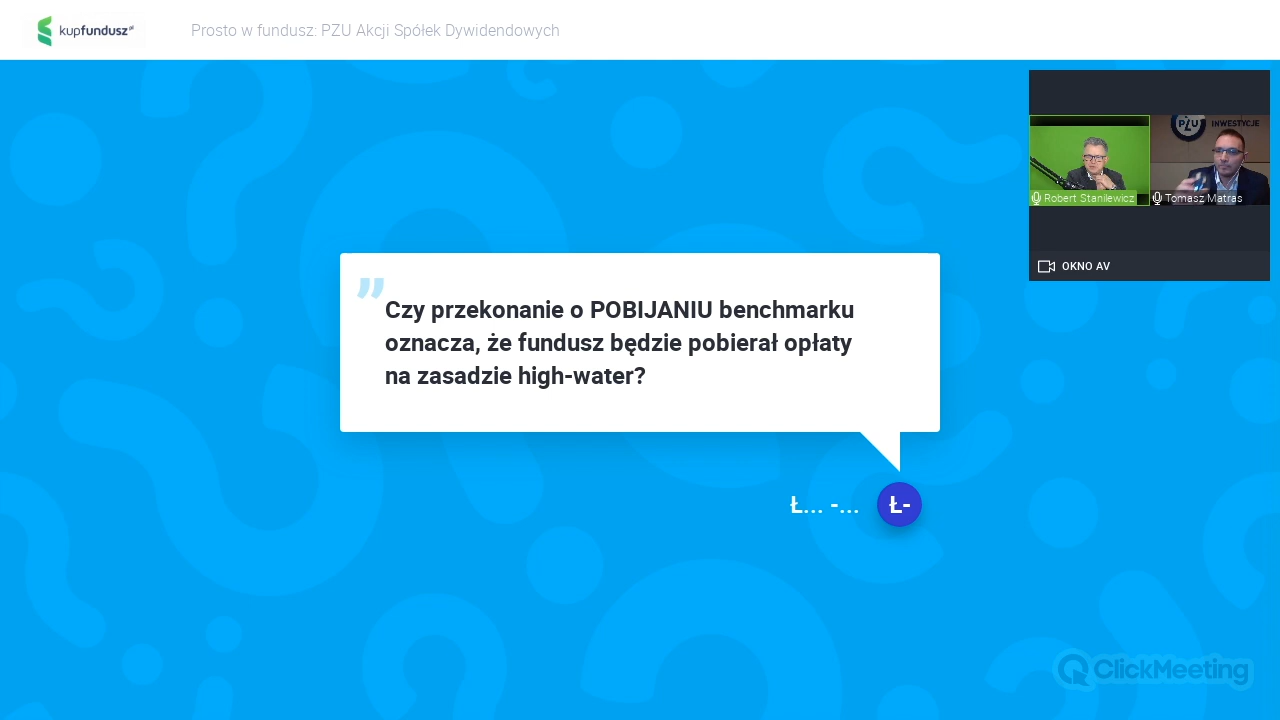 kupfundusz.pl
Prosto w fundusz: PZU Akcji Spółek Dywidendowych
PZU INWESTYCJE
Robert Stanilewicz
Tomasz Matras
OKNO AV
”
Czy przekonanie o POBIJANIU benchmarku
oznacza, że fundusz będzie pobierał opłaty
na zasadzie high-water?
Ł... -...
Ł-
ClickMeeting